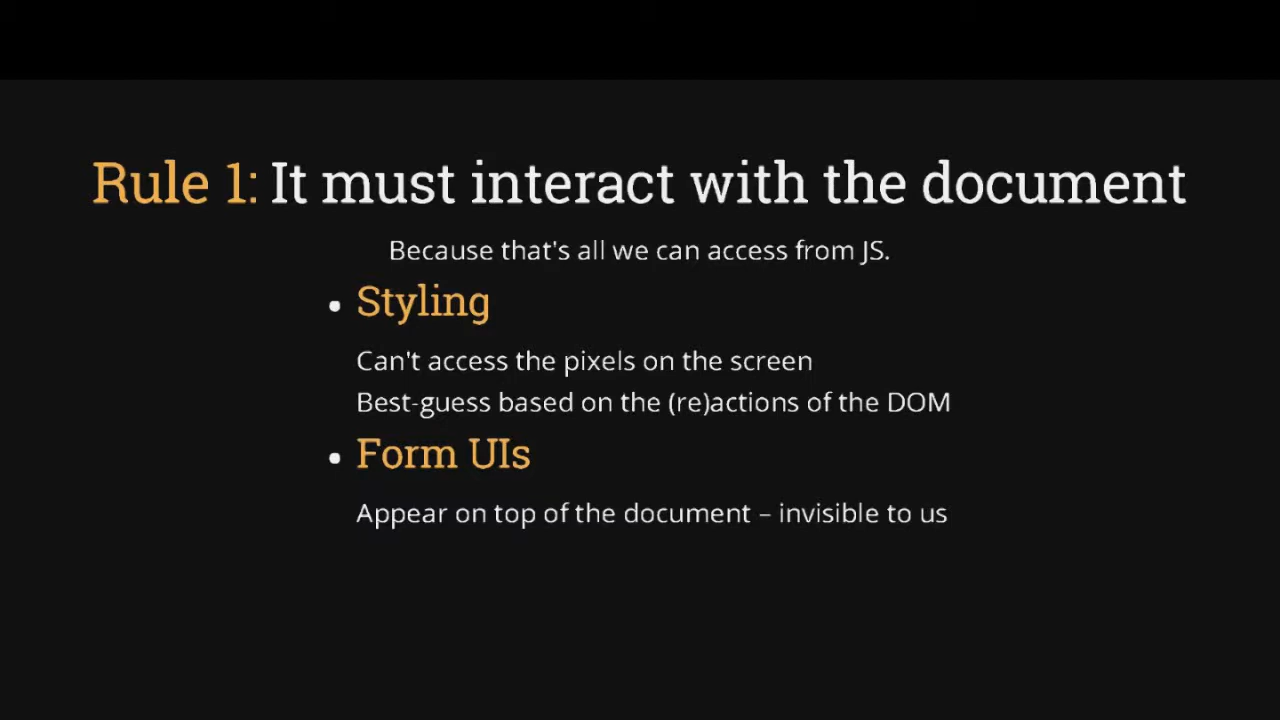 Rule 1: It must interact with the document
Because that's all we can access from JS.
• Styling
Can't access the pixels on the screen
Best-guess based on the (re)actions of the DOM
• Form UIs
Appear on top of the document – invisible to us